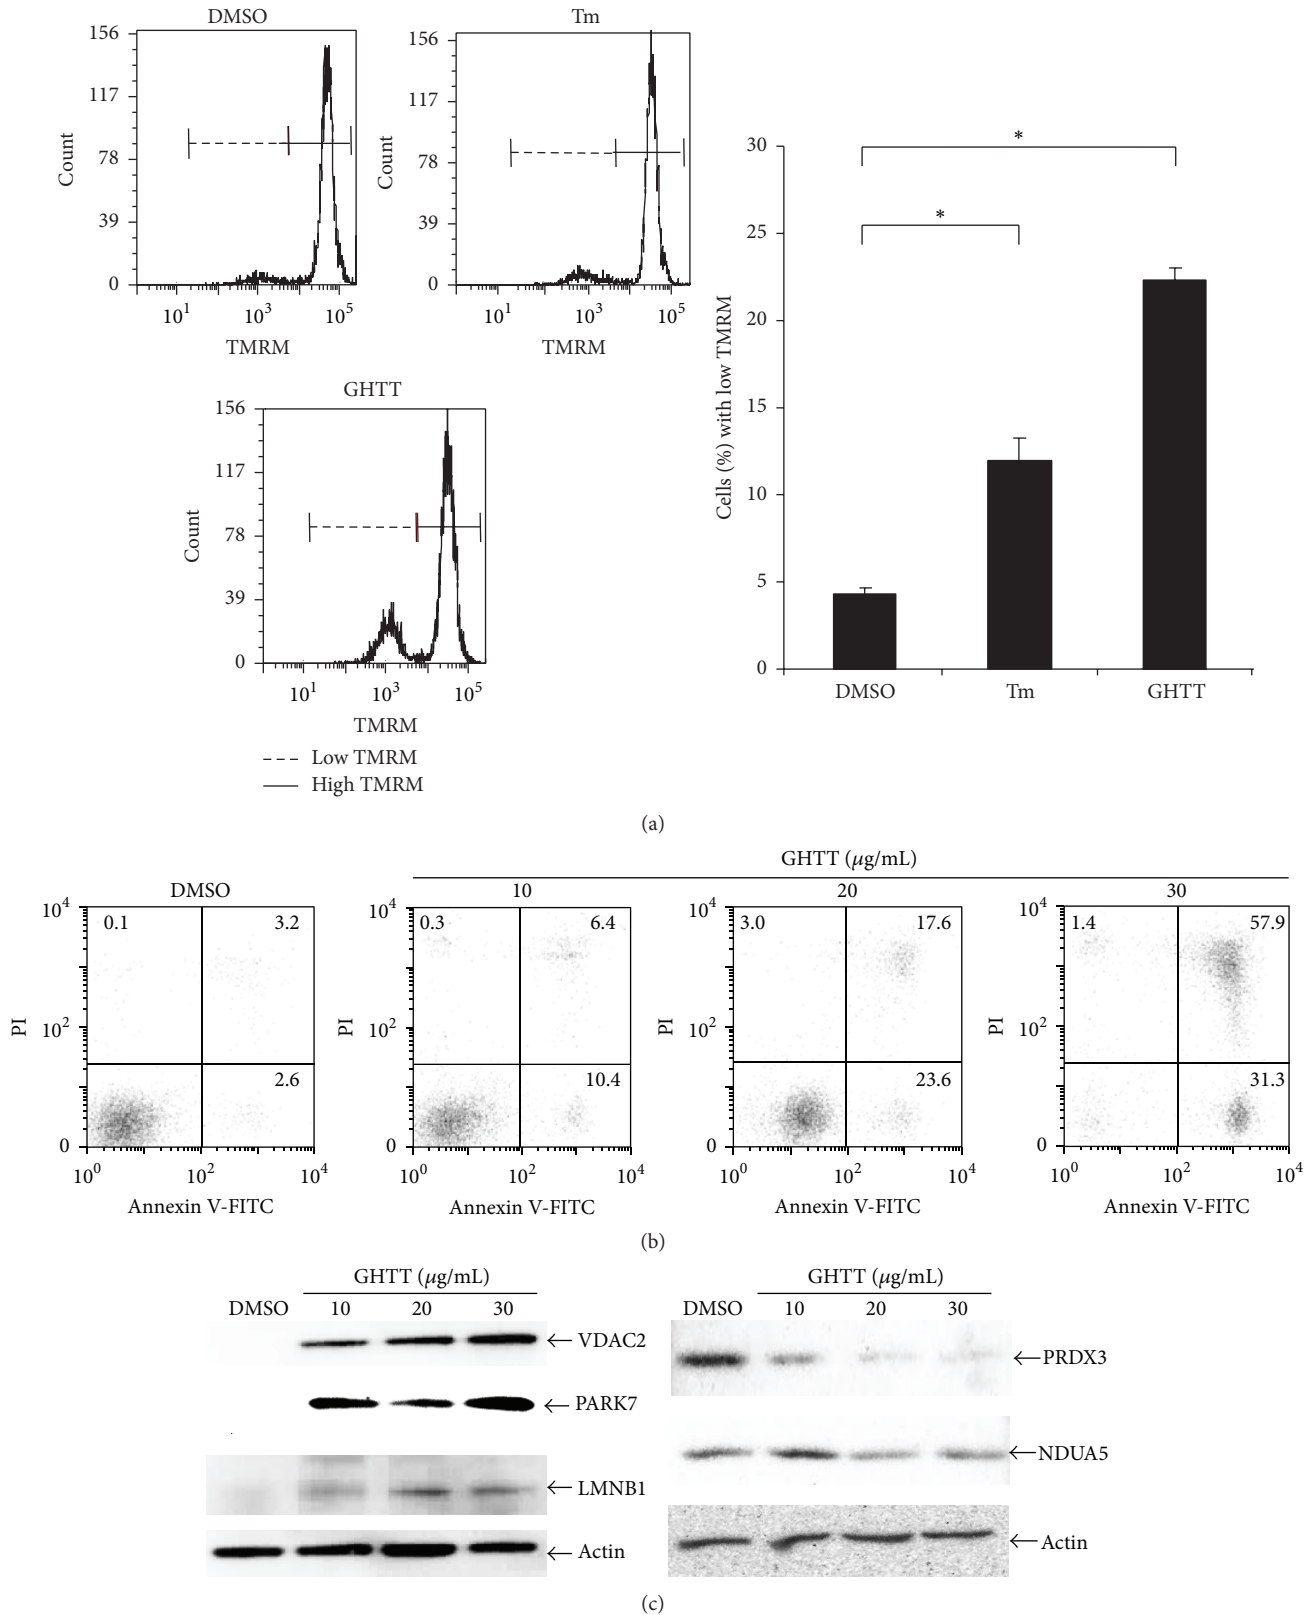 DMSO
156
117
78
39
0
Count
10^1 10^3 10^5
TMRM
Tm
156
117
78
39
0
Count
10^1 10^3 10^5
TMRM
GHTT
156
117
78
39
0
Count
10^1 10^3 10^5
TMRM
Low TMRM
High TMRM
30
25
20
15
10
5
0
Cells (%) with low TMRM
*
*
DMSO Tm GHTT
(a)
GHTT (μg/mL)
DMSO 10 20 30
10^4
10^2
0
PI
0.1 3.2
2.6
10^0 10^2 10^4
Annexin V-FITC
10^4
10^2
0
PI
0.3 6.4
10.4
10^0 10^2 10^4
Annexin V-FITC
10^4
10^2
0
PI
3.0 17.6
23.6
10^0 10^2 10^4
Annexin V-FITC
10^4
10^2
0
PI
1.4 57.9
31.3
10^0 10^2 10^4
Annexin V-FITC
(b)
GHTT (μg/mL)
DMSO 10 20 30
VDAC2
PARK7
LMNB1
Actin
GHTT (μg/mL)
DMSO 10 20 30
PRDX3
NDUA5
Actin
(c)